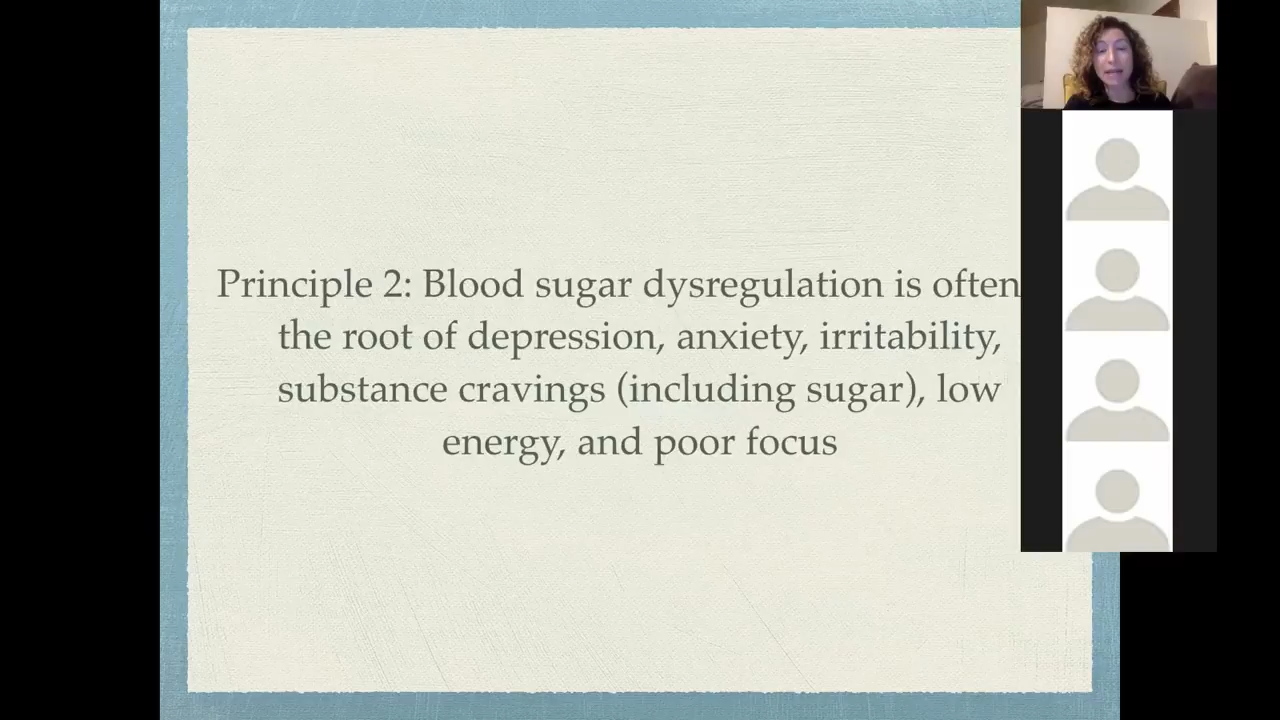 Principle 2: Blood sugar dysregulation is often
the root of depression, anxiety, irritability,
substance cravings (including sugar), low
energy, and poor focus